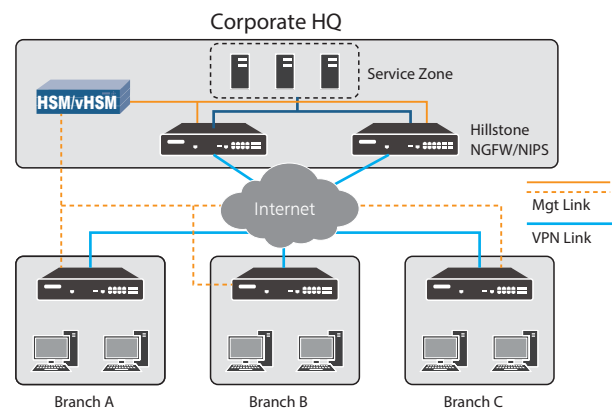 Corporate HQ
Service Zone
HSM/vHSM
Hillstone
NGFW/NIPS
Internet
Mgt Link
VPN Link
Branch A
Branch B
Branch C